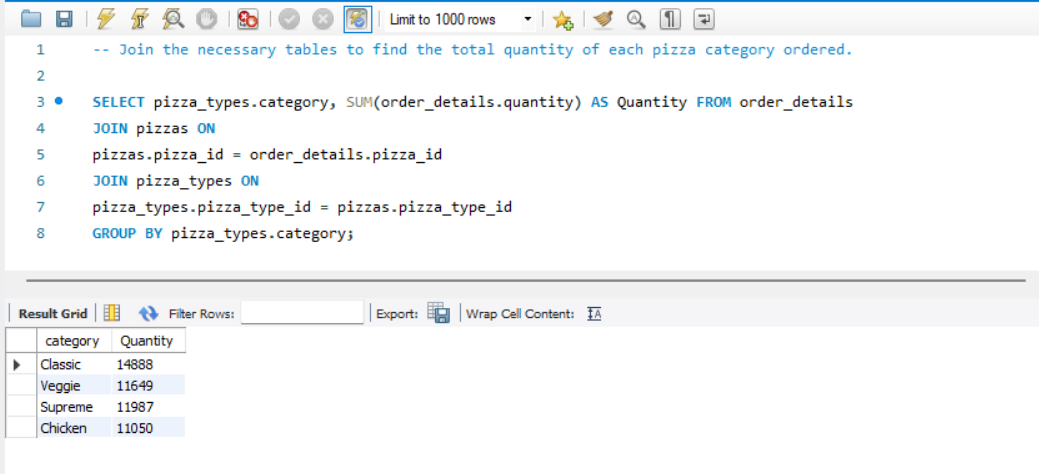 Limit to 1000 rows
1 -- Join the necessary tables to find the total quantity of each pizza category ordered.
2
3 SELECT pizza_types.category, SUM(order_details.quantity) AS Quantity FROM order_details
4 JOIN pizzas ON
5 pizzas.pizza_id = order_details.pizza_id
6 JOIN pizza_types ON
7 pizza_types.pizza_type_id = pizzas.pizza_type_id
8 GROUP BY pizza_types.category;
Result Grid Filter Rows: Export: Wrap Cell Content: IA
category Quantity
Classic 14888
Veggie 11649
Supreme 11987
Chicken 11050